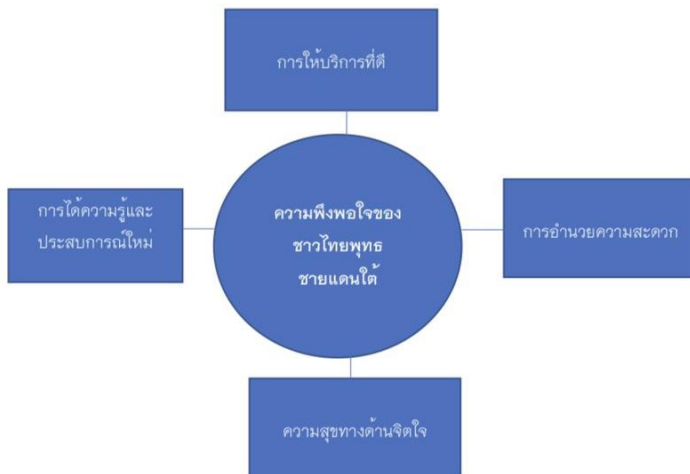 การให้บริการที่ดี
การได้ความรู้และ
ประสบการณ์ใหม่
ความพึงพอใจของ
ชาวไทยพุทธ
ชายแดนใต้
การอำนวยความสะดวก
ความสุขทางด้านจิตใจ